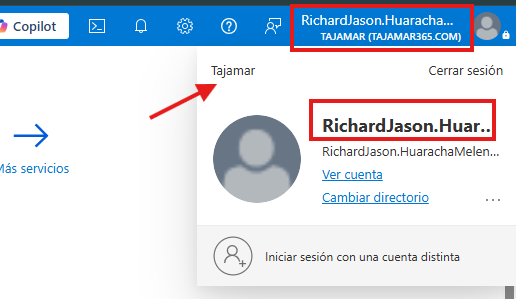 Copilot
RichardJason.Huaracha...
TAJAMAR (TAJAMAR365.COM)
Tajamar
Cerrar sesión
RichardJason.Huar...
RichardJason.HuarachaMelen...
Ver cuenta
Cambiar directorio
...
Más servicios
Iniciar sesión con una cuenta distinta